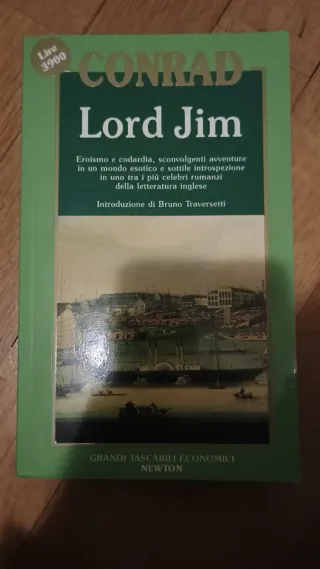 Lire
3900
CONRAD
Lord Jim
Eroismo e codardia, sconvolgenti avventure
in un mondo esotico e sottile introspezione
in uno tra i più celebri romanzi
della letteratura inglese
Introduzione di Bruno Traversetti
GRANDI TASCABILI ECONOMICI
NEWTON